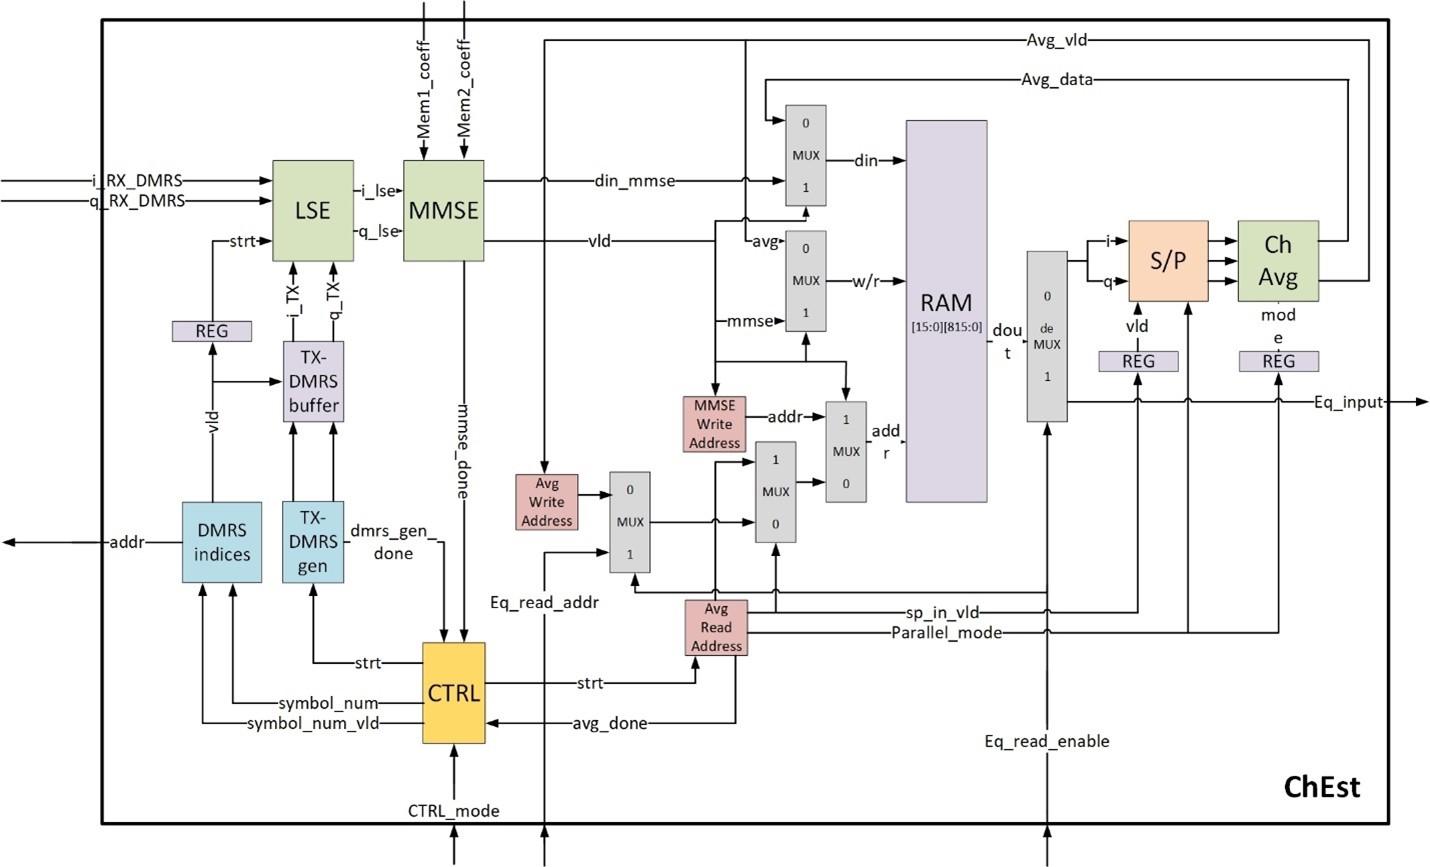 Mem1_coeff
Mem2_coeff
Avg_vld
Avg_data
0
MUX
1
din
i_RX_DMRS
q_RX_DMRS
LSE
i_lse
q_lse
MMSE
din_mmse
vld
strt
avg
mmse
0
MUX
1
w/r
RAM
[15:0][815:0]
dou
t
0
de
MUX
1
i
q
S/P
Ch
Avg
vld
mod
e
REG
REG
Eq_input
i_TX
q_TX
REG
TX-
DMRS
buffer
vld
mmse_done
MMSE
Write
Address
addr
1
MUX
0
add
r
1
MUX
0
Avg
Write
Address
0
MUX
1
addr
DMRS
indices
TX-
DMRS
gen
dmrs_gen_
done
Eq_read_addr
Avg
Read
Address
sp_in_vld
Parallel_mode
strt
symbol_num
symbol_num_vld
CTRL
strt
avg_done
Eq_read_enable
CTRL_mode
ChEst